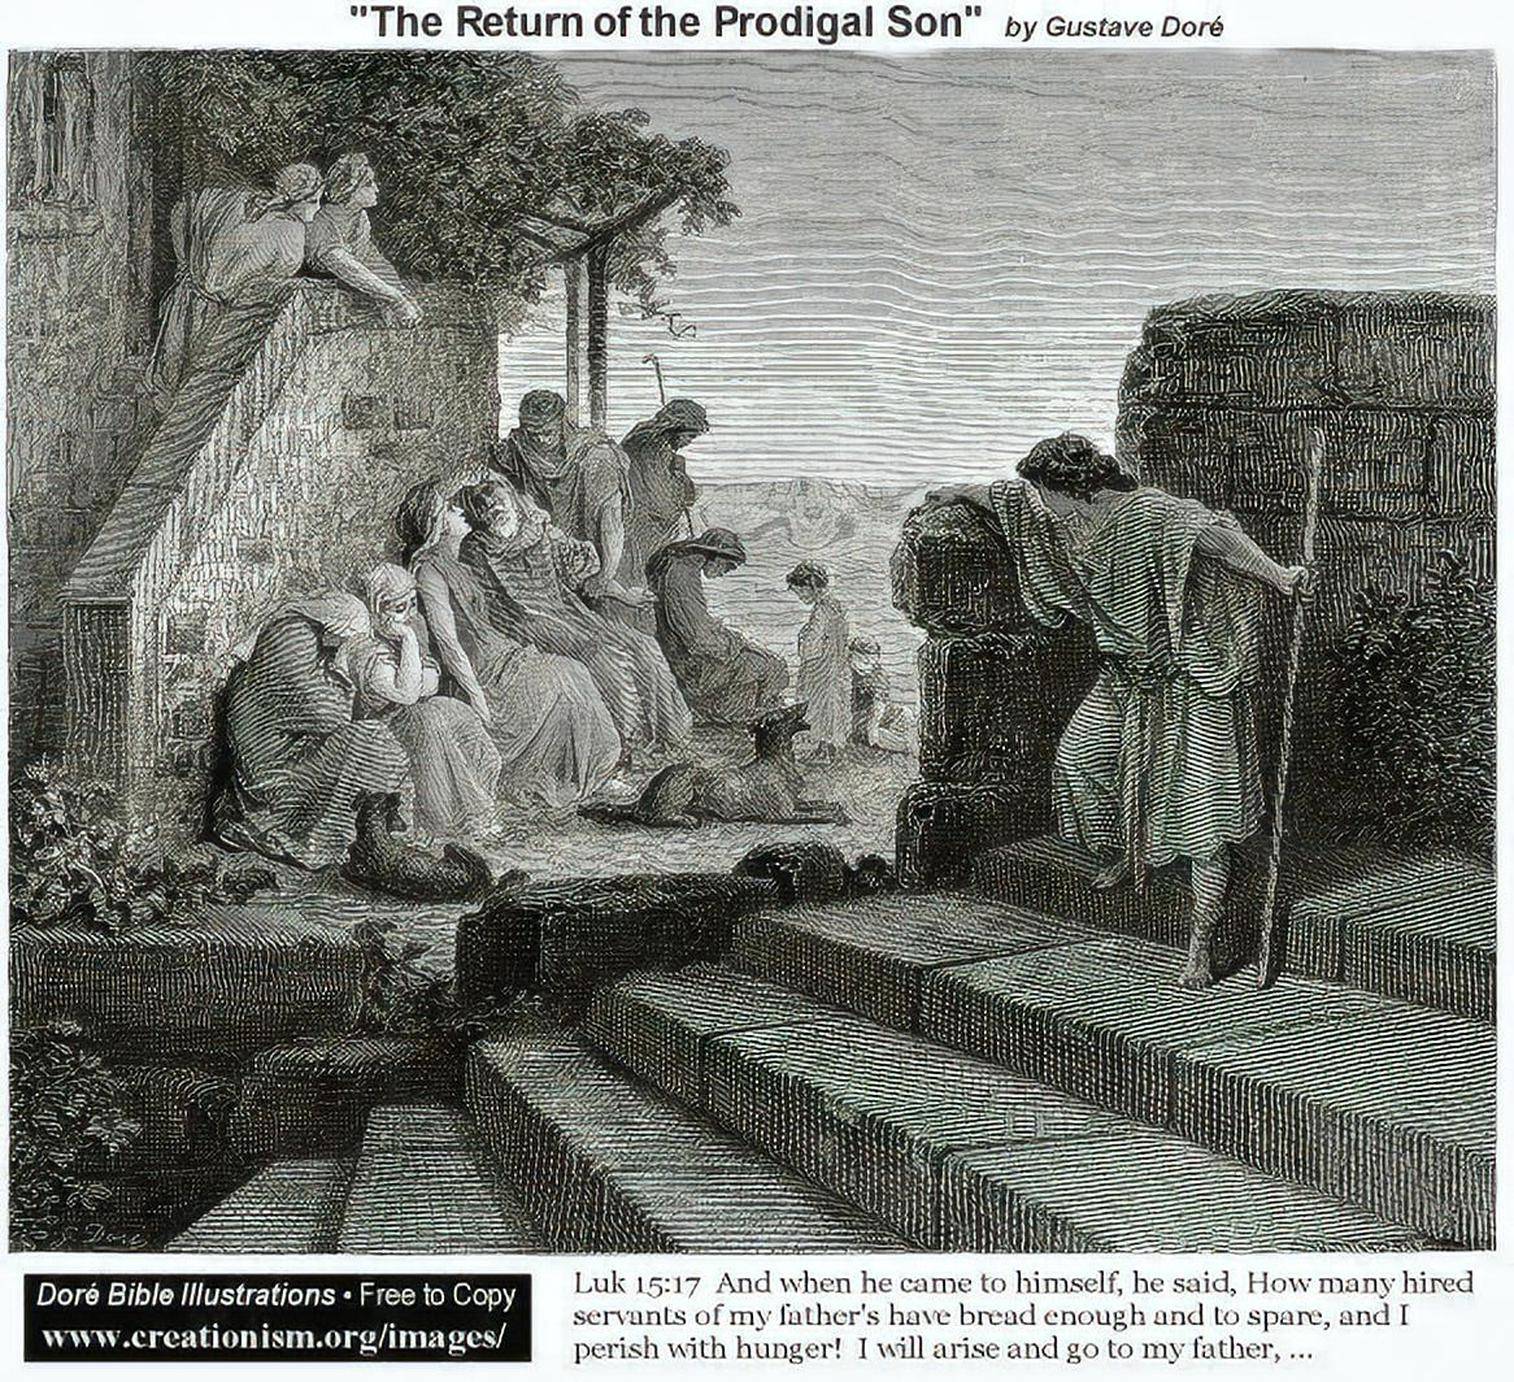 "The Return of the Prodigal Son" by Gustave Doré
G. Doré
Doré Bible Illustrations • Free to Copy
www.creationism.org/images/
Luk 15:17 And when he came to himself, he said, How many hired
servants of my father's have bread enough and to spare, and I
perish with hunger! I will arise and go to my father, ...